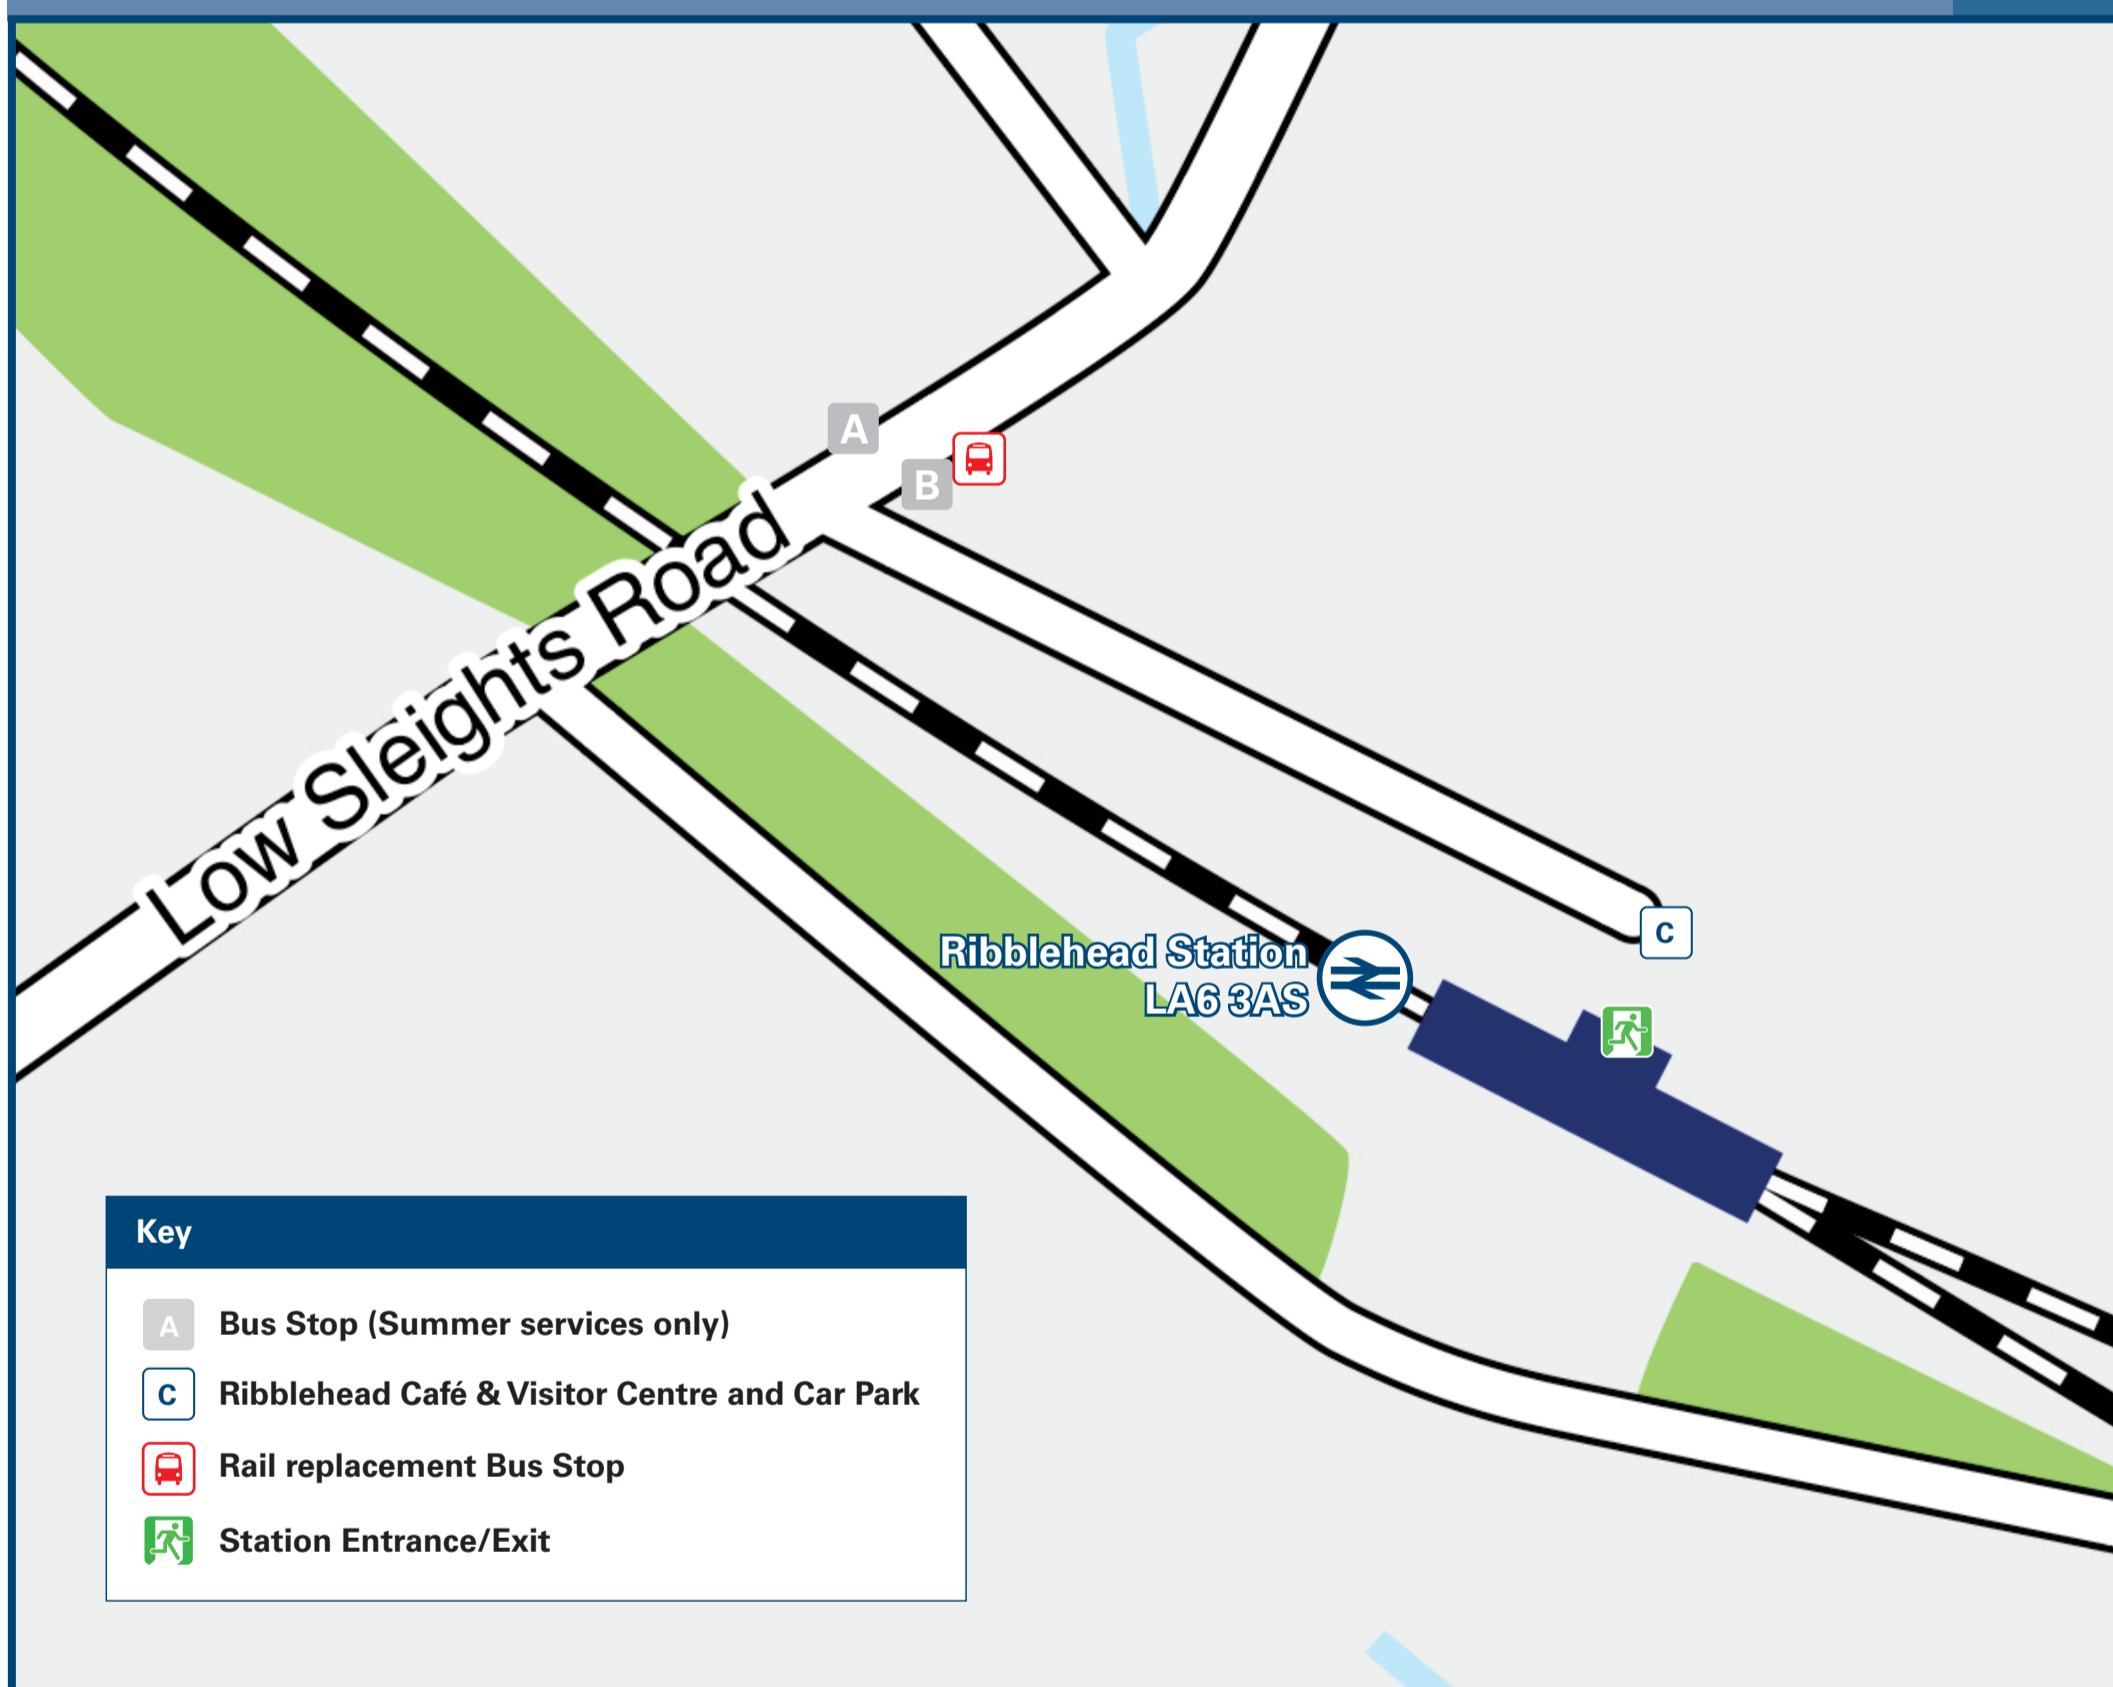 A
B
Low Sleights Road
C
Ribblehead Station
LA6 3AS
Key
A Bus Stop (Summer services only)
C Ribblehead Café & Visitor Centre and Car Park
Rail replacement Bus Stop
Station Entrance/Exit